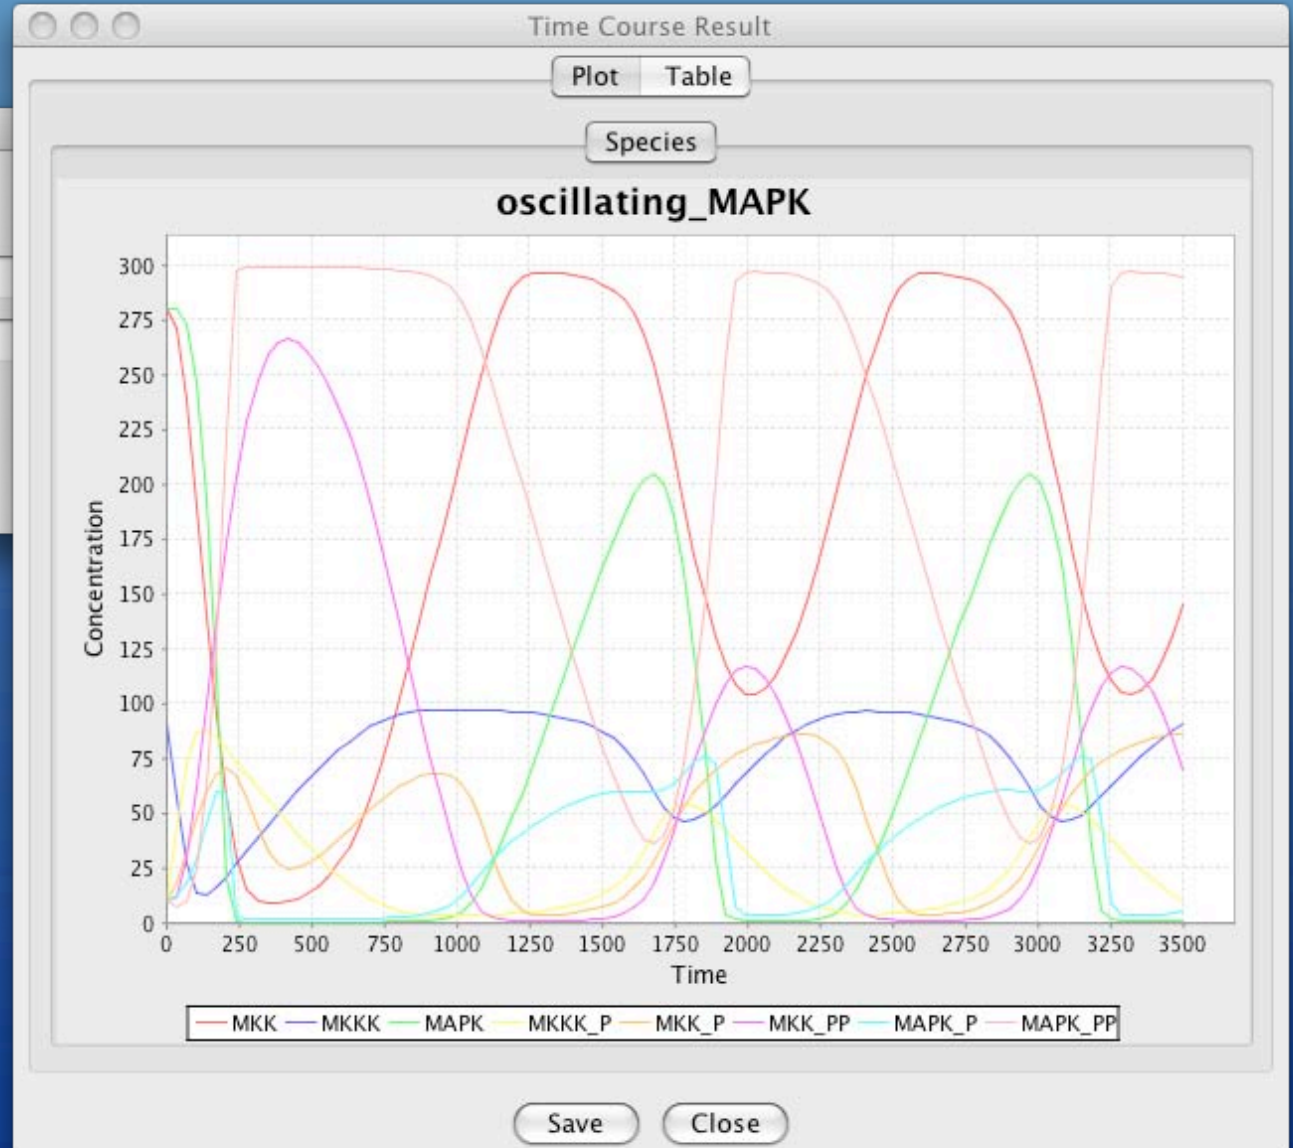 Time Course Result
Plot Table
Species
oscillating_MAPK
300
275
250
225
200
175
150
125
100
75
50
25
0
Concentration
0 250 500 750 1000 1250 1500 1750 2000 2250 2500 2750 3000 3250 3500
Time
MKK MKKK MAPK MKKK_P MKK_P MKK_PP MAPK_P MAPK_PP
Save Close